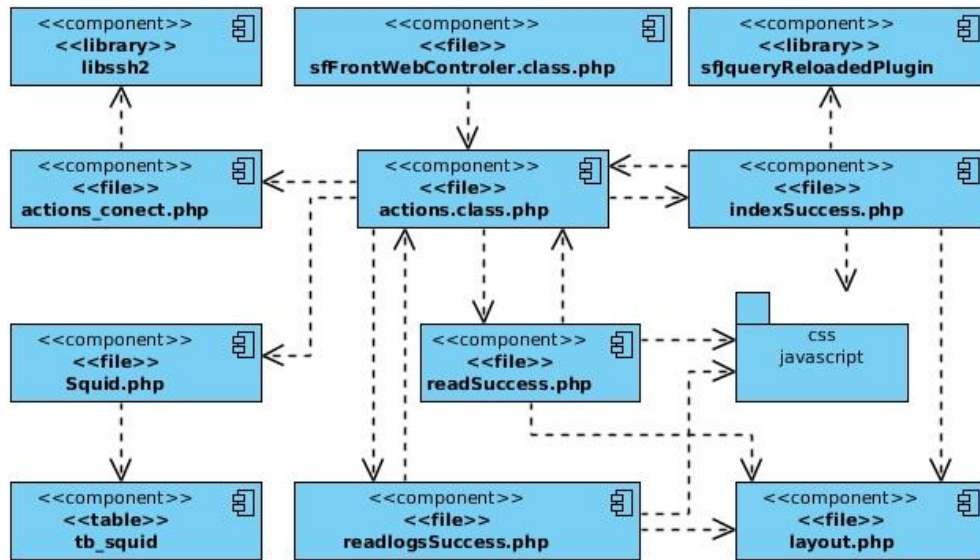 <<component>>
<<library>>
libssh2
<<component>>
<<file>>
sfFrontWebControler.class.php
<<component>>
<<library>>
sfJqueryReloadedPlugin
<<component>>
<<file>>
actions_conect.php
<<component>>
<<file>>
actions.class.php
<<component>>
<<file>>
indexSuccess.php
<<component>>
<<file>>
Squid.php
<<component>>
<<file>>
readSuccess.php
css
javascript
<<component>>
<<table>>
tb_squid
<<component>>
<<file>>
readlogsSuccess.php
<<component>>
<<file>>
layout.php